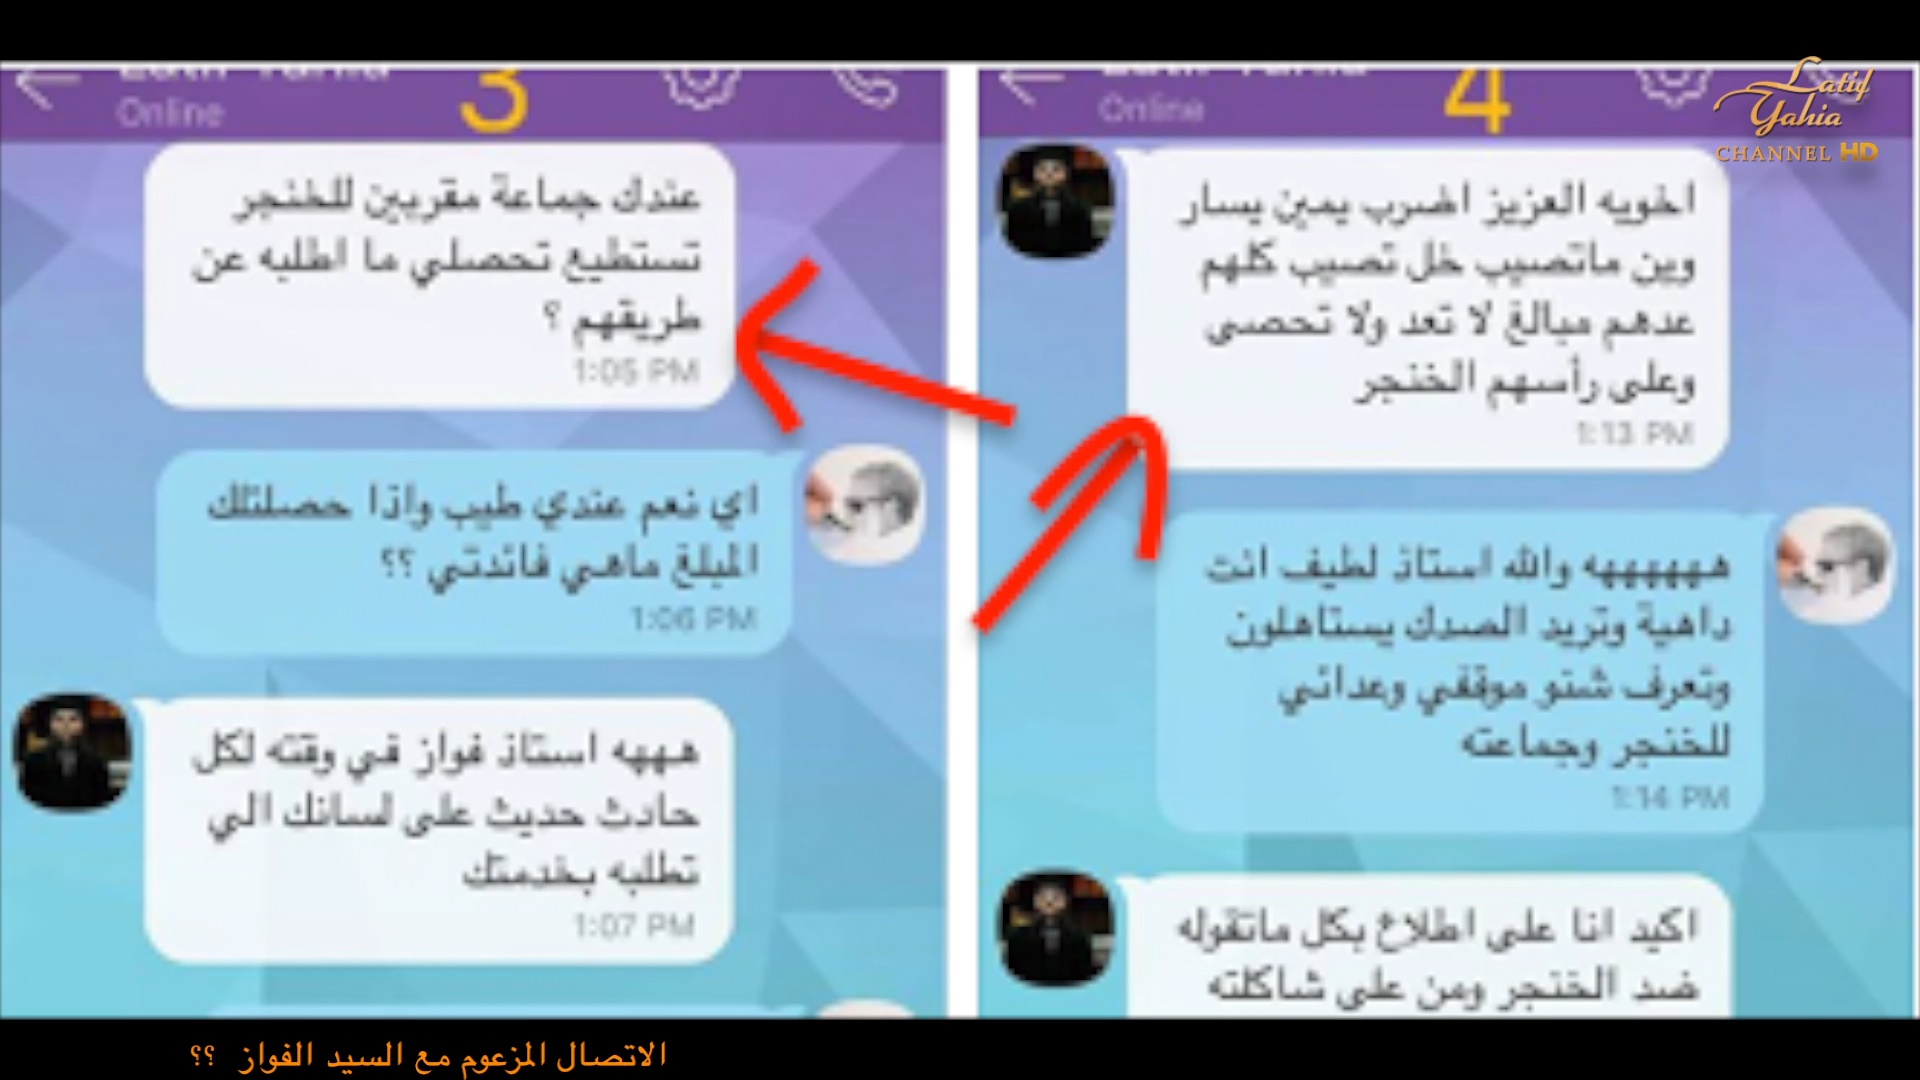 3
Online
عندك جماعة مقربين للخنجر
تستطيع تحصلي ما اطلبه عن
طريقهم ؟
1:05 PM
اي نعم عندي طيب واذا حصلتلك
المبلغ ماهي فائدتي ؟؟
1:06 PM
هههه استاذ فواز في وقته لكل
حادث حديث على لسانك الي
تطلبه بخدمتك
1:07 PM
4
Online
اخويه العزيز اضرب يمين يسار
وين ماتصيب خل تصيب كلهم
عدهم مبالغ لا تعد ولا تحصى
وعلى رأسهم الخنجر
1:13 PM
ههههههه والله استاذ لطيف انت
داهية وتريد الصدك يستاهلون
وتعرف شنو موقفي وعدائي
للخنجر وجماعته
1:14 PM
اكيد انا على اطلاع بكل ماتقوله
ضد الخنجر ومن على شاكلته
Latif
Yahia
CHANNEL HD
الاتصال المزعوم مع السيد الفواز ؟؟